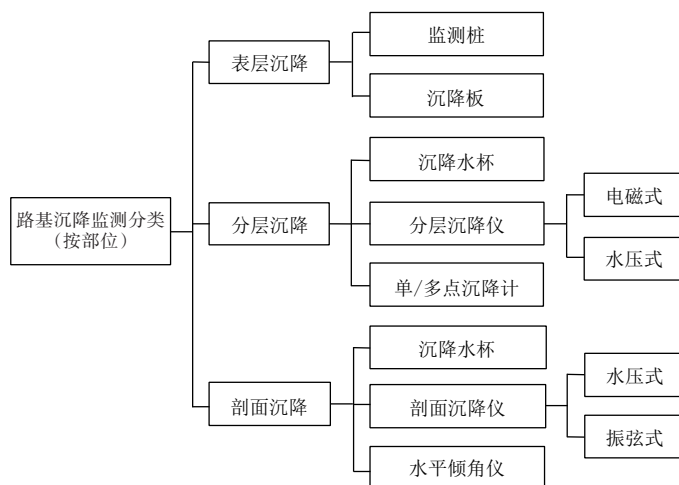 路基沉降监测分类
（按部位）
表层沉降
监测桩
沉降板
分层沉降
沉降水杯
分层沉降仪
电磁式
水压式
单/多点沉降计
剖面沉降
沉降水杯
剖面沉降仪
水压式
振弦式
水平倾角仪